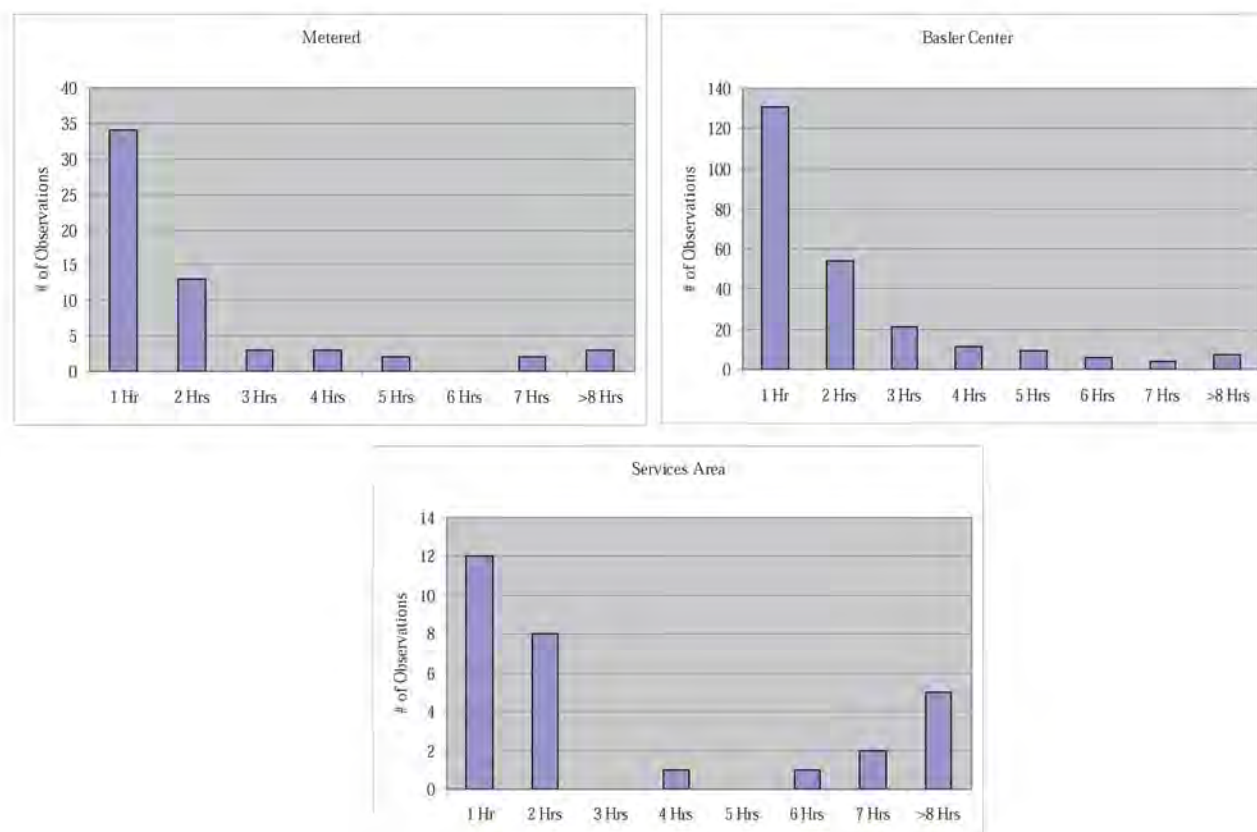 Metered
# of Observations
40
35
30
25
20
15
10
5
0
1 Hr 2 Hrs 3 Hrs 4 Hrs 5 Hrs 6 Hrs 7 Hrs >8 Hrs
Basler Center
# of Observations
140
120
100
80
60
40
20
0
1 Hr 2 Hrs 3 Hrs 4 Hrs 5 Hrs 6 Hrs 7 Hrs >8 Hrs
Services Area
# of Observations
14
12
10
8
6
4
2
0
1 Hr 2 Hrs 3 Hrs 4 Hrs 5 Hrs 6 Hrs 7 Hrs >8 Hrs